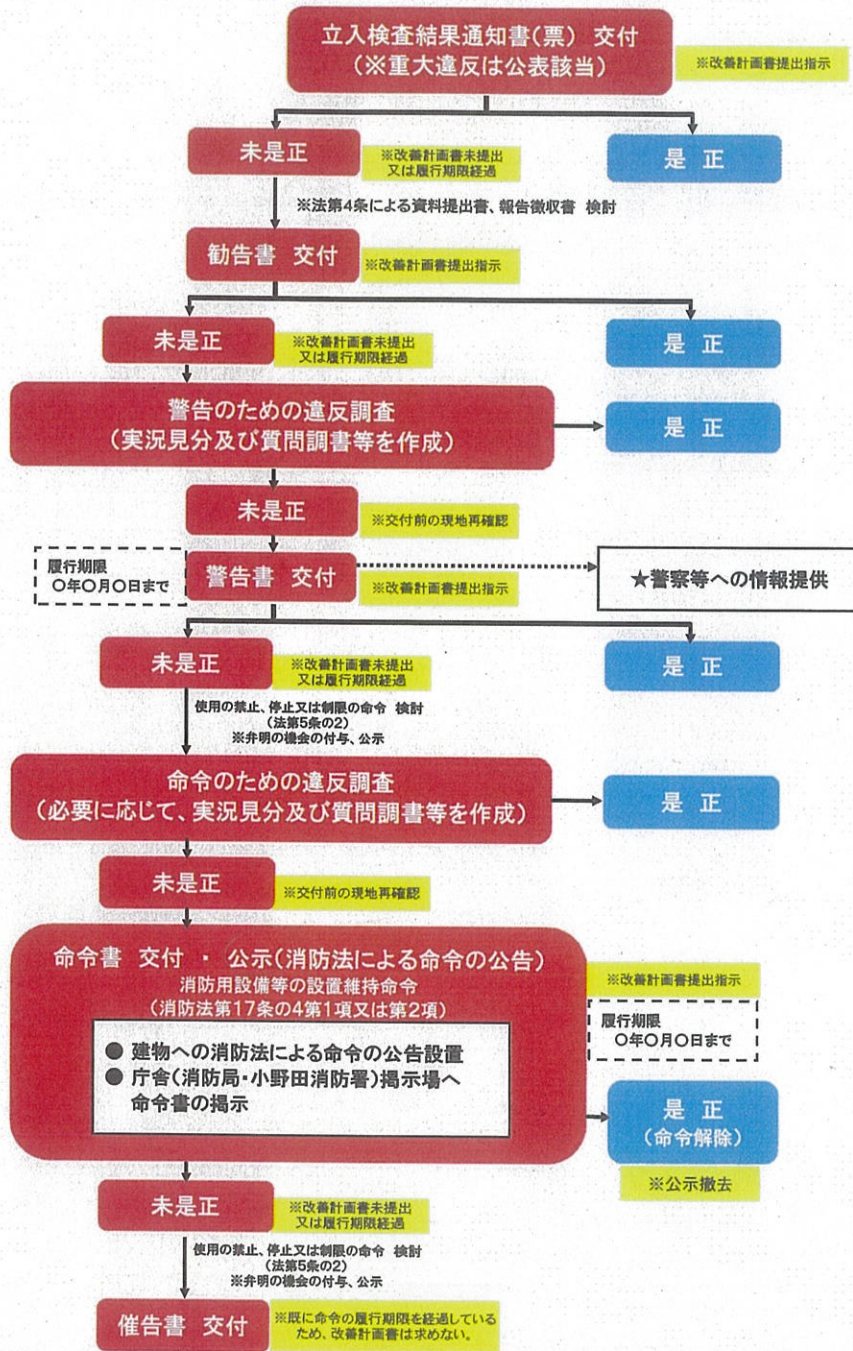 立入検査結果通知書(票) 交付
(※重大違反は公表該当)
※改善計画書提出指示
未是正
※改善計画書未提出
又は履行期限経過
是 正
※法第4条による資料提出書、報告徴収書 検討
勧告書 交付
※改善計画書提出指示
未是正
※改善計画書未提出
又は履行期限経過
是 正
警告のための違反調査
(実況見分及び質問調書等を作成)
是 正
未是正
※交付前の現地再確認
履行期限
〇年〇月〇日まで
警告書 交付
※改善計画書提出指示
★警察等への情報提供
未是正
※改善計画書未提出
又は履行期限経過
是 正
使用の禁止、停止又は制限の命令 検討
(法第5条の2)
※弁明の機会の付与、公示
命令のための違反調査
(必要に応じて、実況見分及び質問調書等を作成)
是 正
未是正
※交付前の現地再確認
命令書 交付 ・ 公示(消防法による命令の公告)
消防用設備等の設置維持命令
(消防法第17条の4第1項又は第2項)
※改善計画書提出指示
履行期限
〇年〇月〇日まで
● 建物への消防法による命令の公告設置
● 庁舎(消防局・小野田消防署)掲示場へ
命令書の掲示
是 正
(命令解除)
※公示撤去
未是正
※改善計画書未提出
又は履行期限経過
使用の禁止、停止又は制限の命令 検討
(法第5条の2)
※弁明の機会の付与、公示
催告書 交付
※既に命令の履行期限を経過している
ため、改善計画書は求めない。